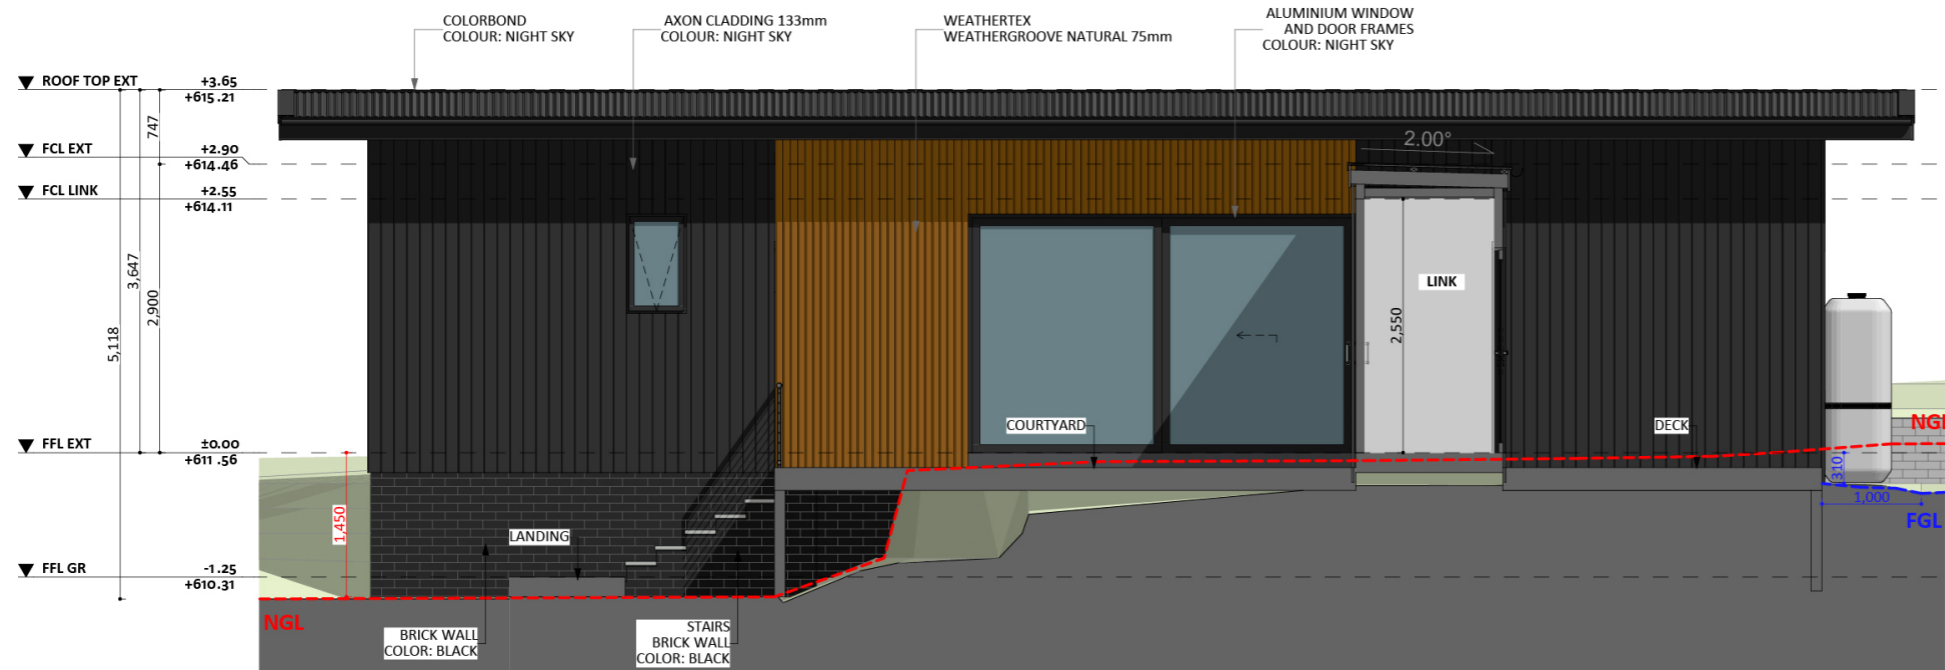 COLORBOND
COLOUR: NIGHT SKY
AXON CLADDING 133mm
COLOUR: NIGHT SKY
WEATHERTEX
WEATHERGROOVE NATURAL 75mm
ALUMINIUM WINDOW
AND DOOR FRAMES
COLOUR: NIGHT SKY
ROOF TOP EXT +3.65
+615.21
747
2.00°
FCL EXT +2.90
+614.46
FCL LINK +2.55
+614.11
3,647
2,900
5,118
LINK
2,550
COURTYARD
DECK
NGL
FFL EXT ±0.00
+611.56
310
1,000
FGL
1,450
LANDING
FFL GR -1.25
+610.31
NGL
BRICK WALL
COLOR: BLACK
STAIRS
BRICK WALL
COLOR: BLACK